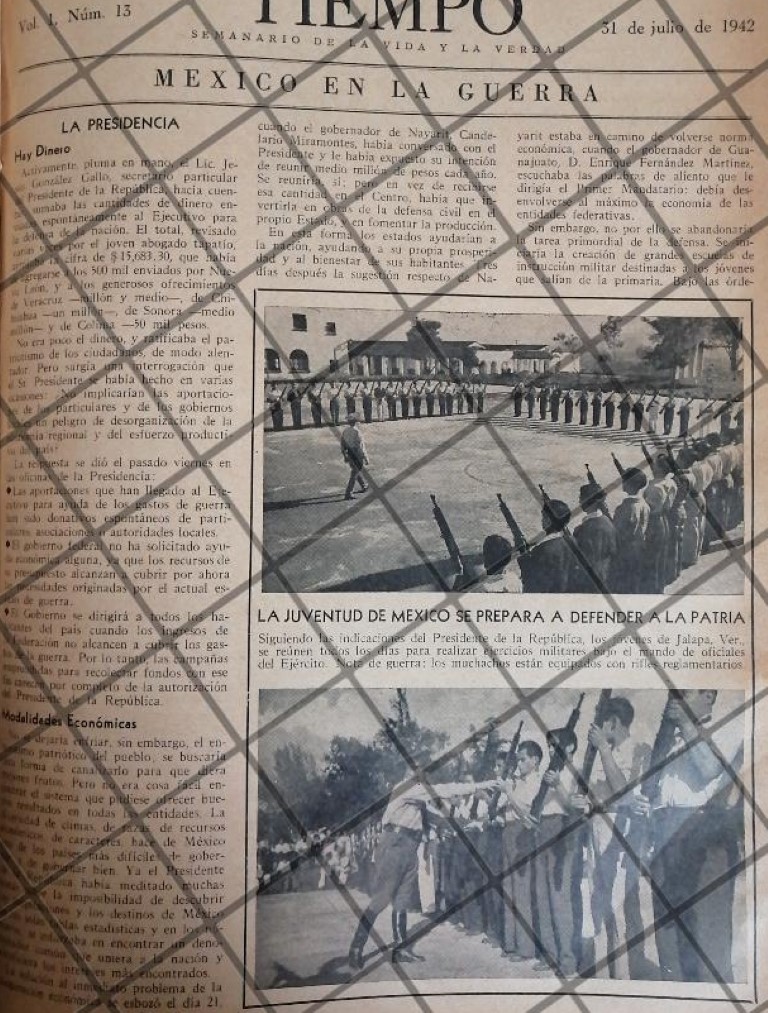 TIEMPO
Vol. I, Núm. 13
31 de julio de 1942
SEMANARIO DE LA VIDA Y LA VERDAD
MEXICO EN LA GUERRA
LA PRESIDENCIA
Hay Dinero
Activamente, pluma en mano, el Lic. Je-
González Gallo, secretario particular
Presidente de la República, hacía cuen-
sumaba las cantidades de dinero en-
espontáneamente al Ejecutivo para
defensa de la nación. El total, revisado
varias veces por el joven abogado tapatío,
la cifra de $15,683.30, que había
agregarse a los 500 mil enviados por Nue-
León, y a los generosos ofrecimientos
de Veracruz —millón y medio—, de Chi-
huahua —un millón—, de Sonora —medio
millón— y de Colima —50 mil pesos.
No era poco el dinero, y ratificaba el pa-
triotismo de los ciudadanos, de modo alen-
tador. Pero surgía una interrogación que
el Sr. Presidente se había hecho en varias
ocasiones: ¿No implicarían las aportacio-
de los particulares y de los gobiernos
un peligro de desorganización de la
economía regional y del esfuerzo producti-
del país?
La respuesta se dió el pasado viernes en
las oficinas de la Presidencia:
•Las aportaciones que han llegado al Eje-
cutivo para ayuda de los gastos de guerra
han sido donativos espontáneos de parti-
culares, asociaciones o autoridades locales.
•El gobierno federal no ha solicitado ayu-
da económica alguna, ya que los recursos de
su presupuesto alcanzan a cubrir por ahora
necesidades originadas por el actual es-
de guerra.
•El Gobierno se dirigirá a todos los ha-
bitantes del país cuando los ingresos de
Federación no alcancen a cubrir los gas-
de la guerra. Por lo tanto, las campañas
emprendidas para recolectar fondos con ese
carecen por completo de la autorización
del Presidente de la República.
Modalidades Económicas
dejaría enfriar, sin embargo, el en-
patriótico del pueblo, se buscaría
forma de canalizarlo para que diera
mejores frutos. Pero no era cosa fácil en-
contrar el sistema que pudiese ofrecer bue-
resultados en todas las entidades. La
de climas, de razas, de recursos
de caracteres, hace de México
de los países más difíciles de gober-
de gobernar bien. Ya el Presidente
había meditado muchas
la imposibilidad de descubrir
y los destinos de México
estadísticas y en los
en encontrar un deno-
que uniera a la nación y
los intereses más encontrados.
solución al inmediato problema de la
se esbozó el día 21,
cuando el gobernador de Nayarit, Cande-
lario Miramontes, había conversado con el
Presidente y le había expuesto su intención
de reunir medio millón de pesos cada año.
Se reuniría, sí; pero en vez de recibirse
esa cantidad en el Centro, había que in-
vertirla en obras de la defensa civil en el
propio Estado, y en fomentar la producción.
En esta forma los estados ayudarían a
la nación, ayudando a su propia prosperi-
dad y al bienestar de sus habitantes. Tres
días después la sugestión respecto de Na-
yarit estaba en camino de volverse norma
económica, cuando el gobernador de Gua-
najuato, D. Enrique Fernández Martínez,
escuchaba las palabras de aliento que le
dirigía el Primer Mandatario: debía des-
envolverse al máximo la economía de las
entidades federativas.
Sin embargo, no por ello se abandonaría
la tarea primordial de la defensa. Se ini-
ciaría la creación de grandes escuelas de
instrucción militar destinadas a los jóvenes
que salían de la primaria. Bajo las órde-
LA JUVENTUD DE MEXICO SE PREPARA A DEFENDER A LA PATRIA
Siguiendo las indicaciones del Presidente de la República, los jóvenes de Jalapa, Ver.,
se reúnen todos los días para realizar ejercicios militares bajo el mando de oficiales
del Ejército. Nota de guerra: los muchachos están equipados con rifles reglamentarios.